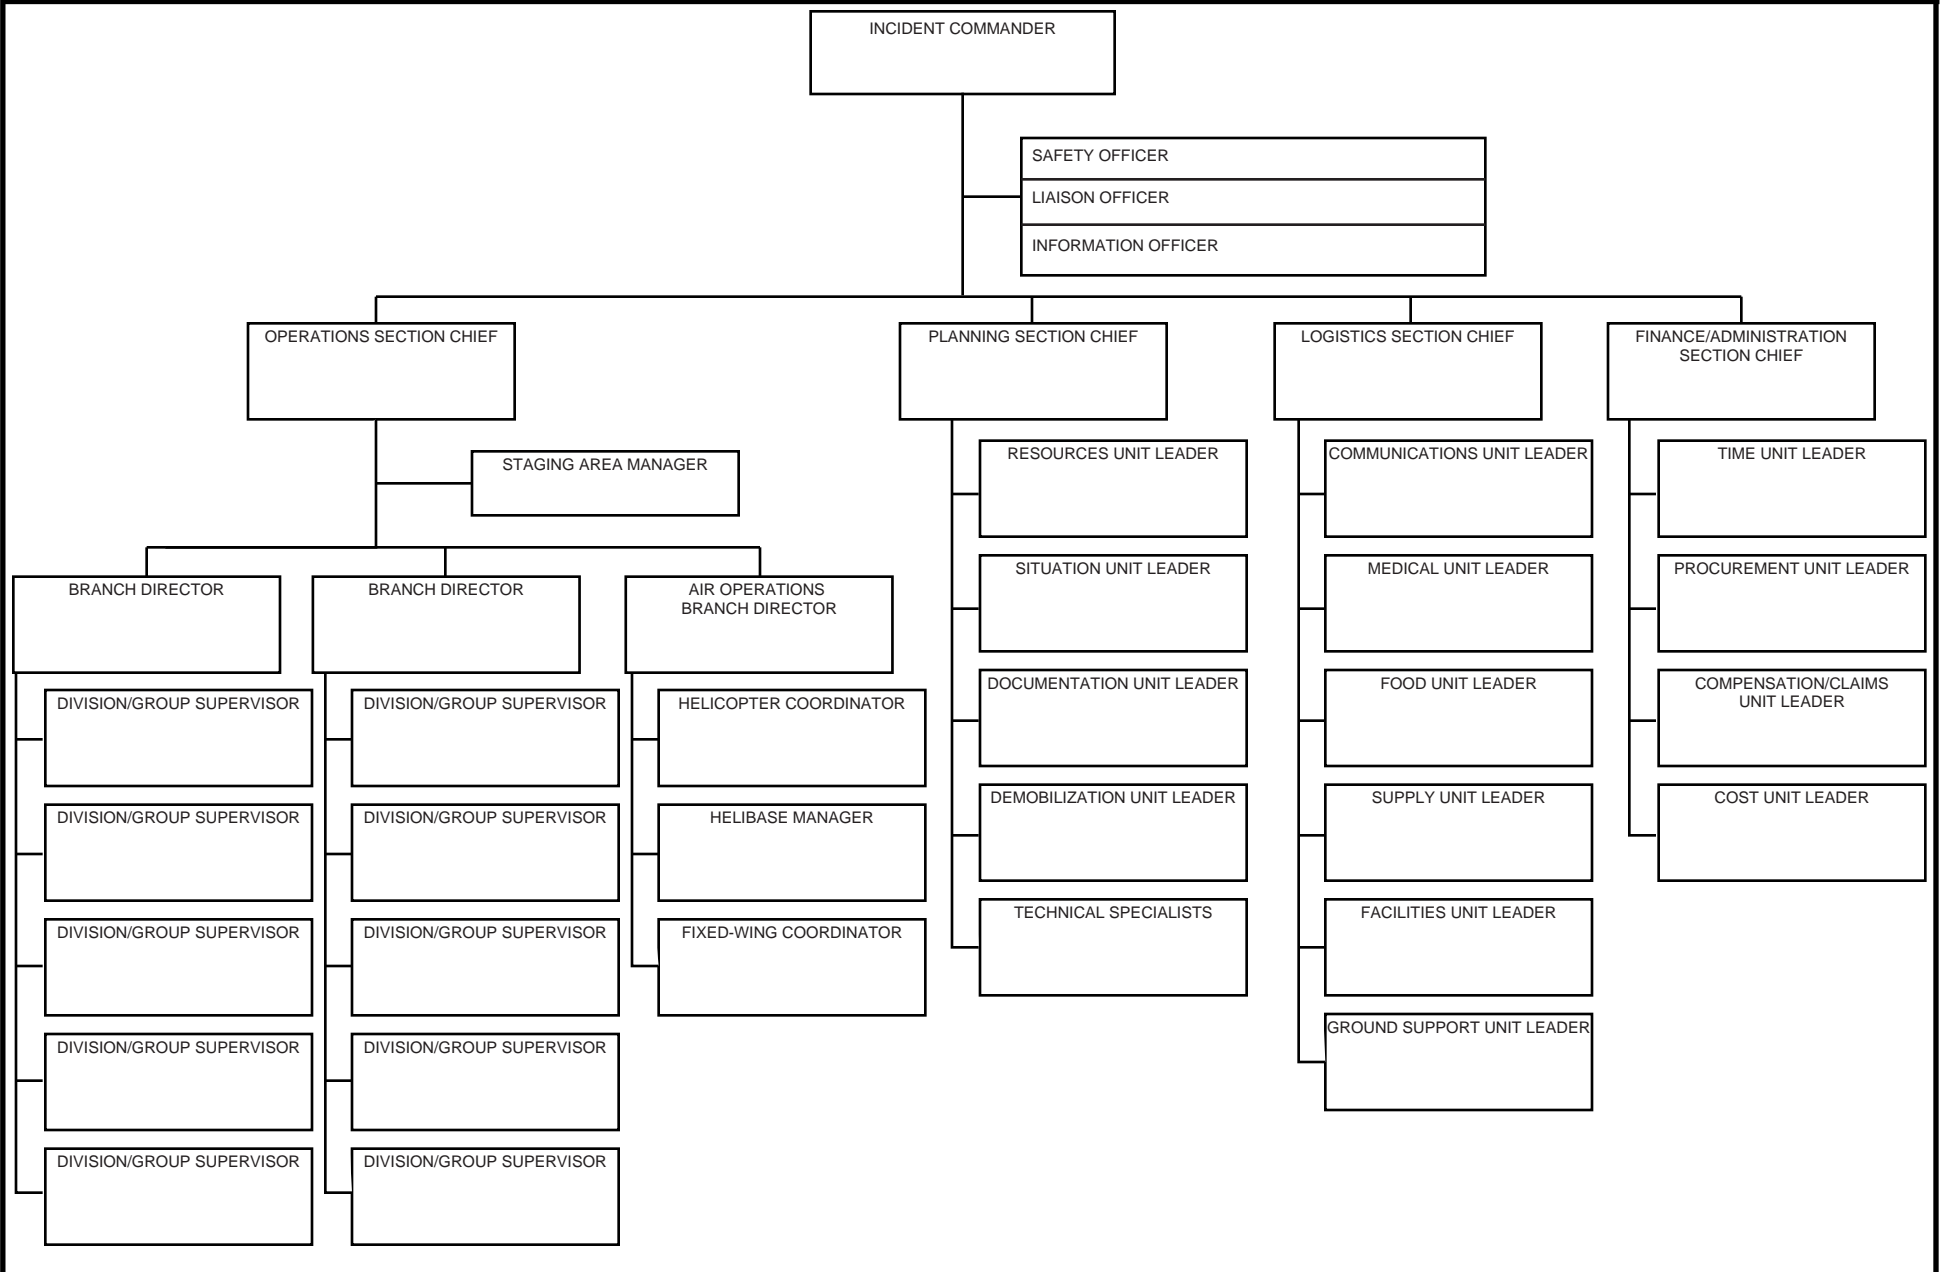 INCIDENT COMMANDER
SAFETY OFFICER
LIAISON OFFICER
INFORMATION OFFICER
OPERATIONS SECTION CHIEF
PLANNING SECTION CHIEF
LOGISTICS SECTION CHIEF
FINANCE/ADMINISTRATION
SECTION CHIEF
STAGING AREA MANAGER
BRANCH DIRECTOR
DIVISION/GROUP SUPERVISOR
DIVISION/GROUP SUPERVISOR
DIVISION/GROUP SUPERVISOR
DIVISION/GROUP SUPERVISOR
DIVISION/GROUP SUPERVISOR
BRANCH DIRECTOR
DIVISION/GROUP SUPERVISOR
DIVISION/GROUP SUPERVISOR
DIVISION/GROUP SUPERVISOR
DIVISION/GROUP SUPERVISOR
DIVISION/GROUP SUPERVISOR
AIR OPERATIONS
BRANCH DIRECTOR
HELICOPTER COORDINATOR
HELIBASE MANAGER
FIXED-WING COORDINATOR
RESOURCES UNIT LEADER
SITUATION UNIT LEADER
DOCUMENTATION UNIT LEADER
DEMOBILIZATION UNIT LEADER
TECHNICAL SPECIALISTS
COMMUNICATIONS UNIT LEADER
MEDICAL UNIT LEADER
FOOD UNIT LEADER
SUPPLY UNIT LEADER
FACILITIES UNIT LEADER
GROUND SUPPORT UNIT LEADER
TIME UNIT LEADER
PROCUREMENT UNIT LEADER
COMPENSATION/CLAIMS
UNIT LEADER
COST UNIT LEADER